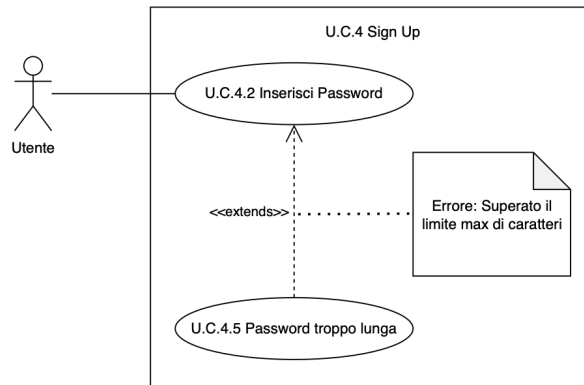 U.C.4 Sign Up
U.C.4.2 Inserisci Password
Utente
Errore: Superato il
limite max di caratteri
<<extends>>
U.C.4.5 Password troppo lunga